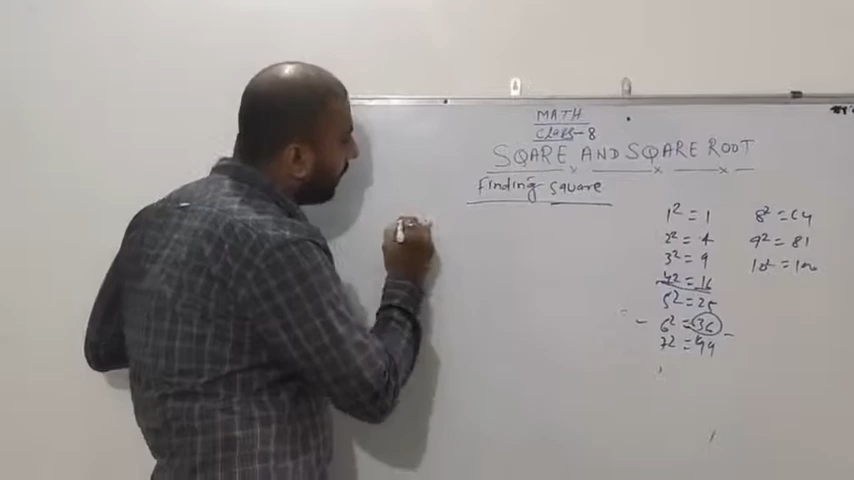 MATH
Class-8
SQARE AND SQARE ROOT
Finding square
1² = 1
2² = 4
3² = 9
4² = 16
5² = 25
6² = 36
7² = 49
8² = 64
9² = 81
10² = 100